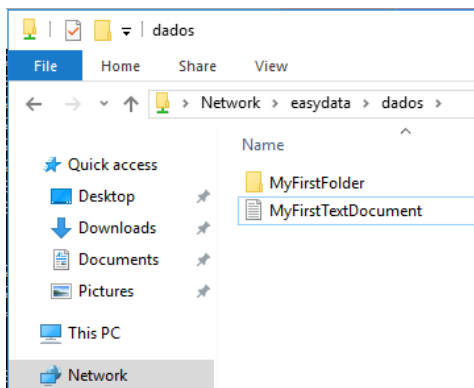 dados
File Home Share View
Network > easydata > dados >
Name
Quick access
MyFirstFolder
Desktop
MyFirstTextDocument
Downloads
Documents
Pictures
This PC
Network